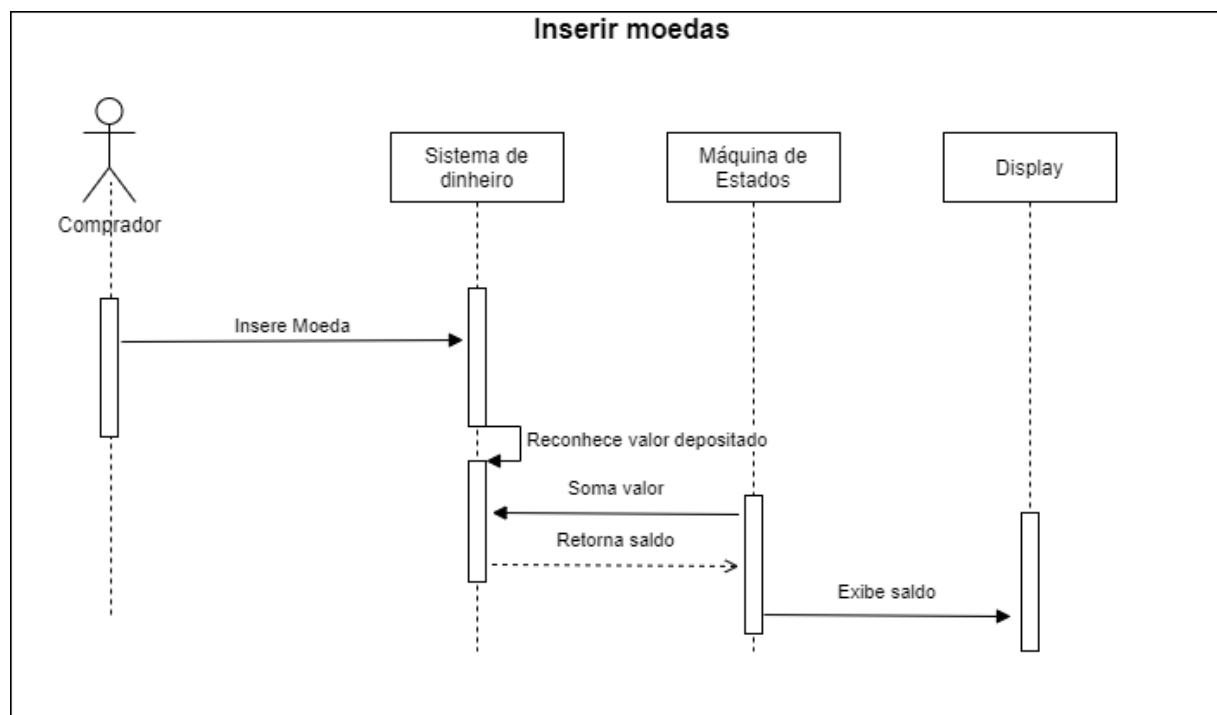 Inserir moedas
Sistema de
dinheiro
Máquina de
Estados
Display
Comprador
Insere Moeda
Reconhece valor depositado
Soma valor
Retorna saldo
Exibe saldo